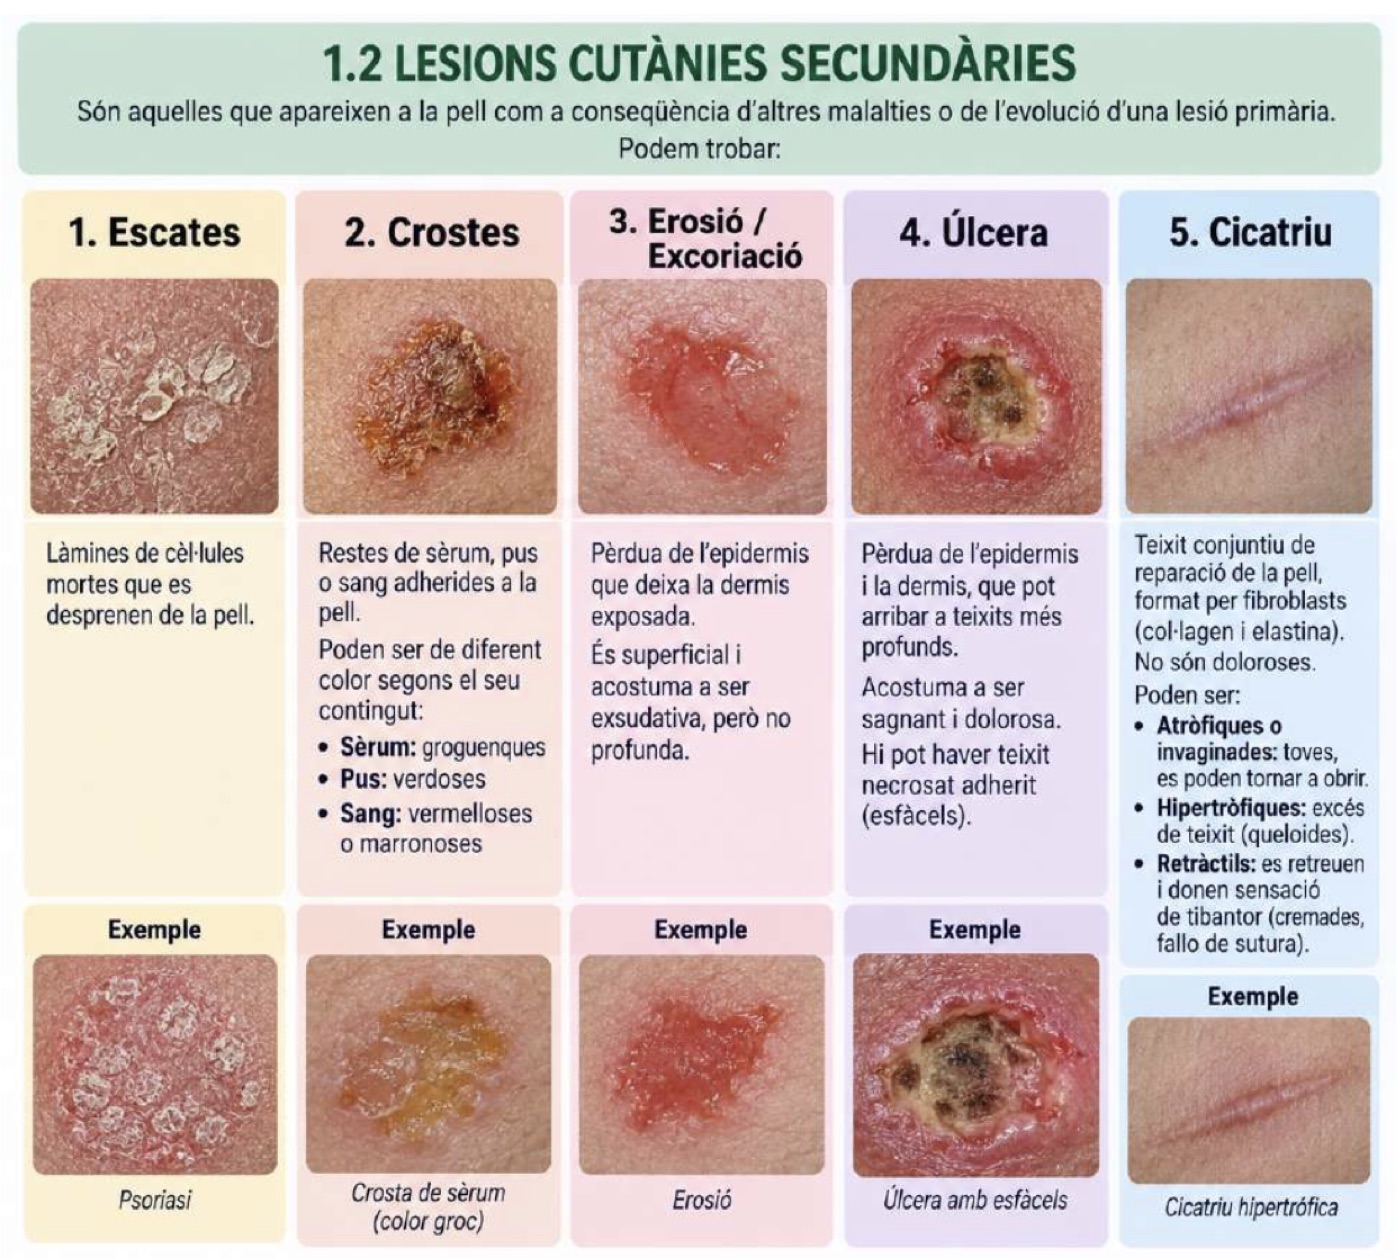 1.2 LESIONS CUTÀNIES SECUNDÀRIES
Són aquelles que apareixen a la pell com a conseqüència d'altres malalties o de l'evolució d'una lesió primària.
Podem trobar:
1. Escates
Làmines de cèl·lules
mortes que es
desprenen de la pell.
Exemple
Psoriasi
2. Crostes
Restes de sèrum, pus
o sang adherides a la
pell.
Poden ser de diferent
color segons el seu
contingut:
• Sèrum: groguenques
• Pus: verdoses
• Sang: vermelloses
o marronoses
Exemple
Crosta de sèrum
(color groc)
3. Erosió /
Excoriació
Pèrdua de l'epidermis
que deixa la dermis
exposada.
És superficial i
acostuma a ser
exsudativa, però no
profunda.
Exemple
Erosió
4. Úlcera
Pèrdua de l'epidermis
i la dermis, que pot
arribar a teixits més
profunds.
Acostuma a ser
sagnant i dolorosa.
Hi pot haver teixit
necrosat adherit
(esfàcels).
Exemple
Úlcera amb esfàcels
5. Cicatriu
Teixit conjuntiu de
reparació de la pell,
format per fibroblasts
(col·lagen i elastina).
No són doloroses.
Poden ser:
• Atròfiques o
invaginades: toves,
es poden tornar a obrir.
• Hipertròfiques: excés
de teixit (queloides).
• Retràctils: es retreuen
i donen sensació
de tibantor (cremades,
fallo de sutura).
Exemple
Cicatriu hipertrófica